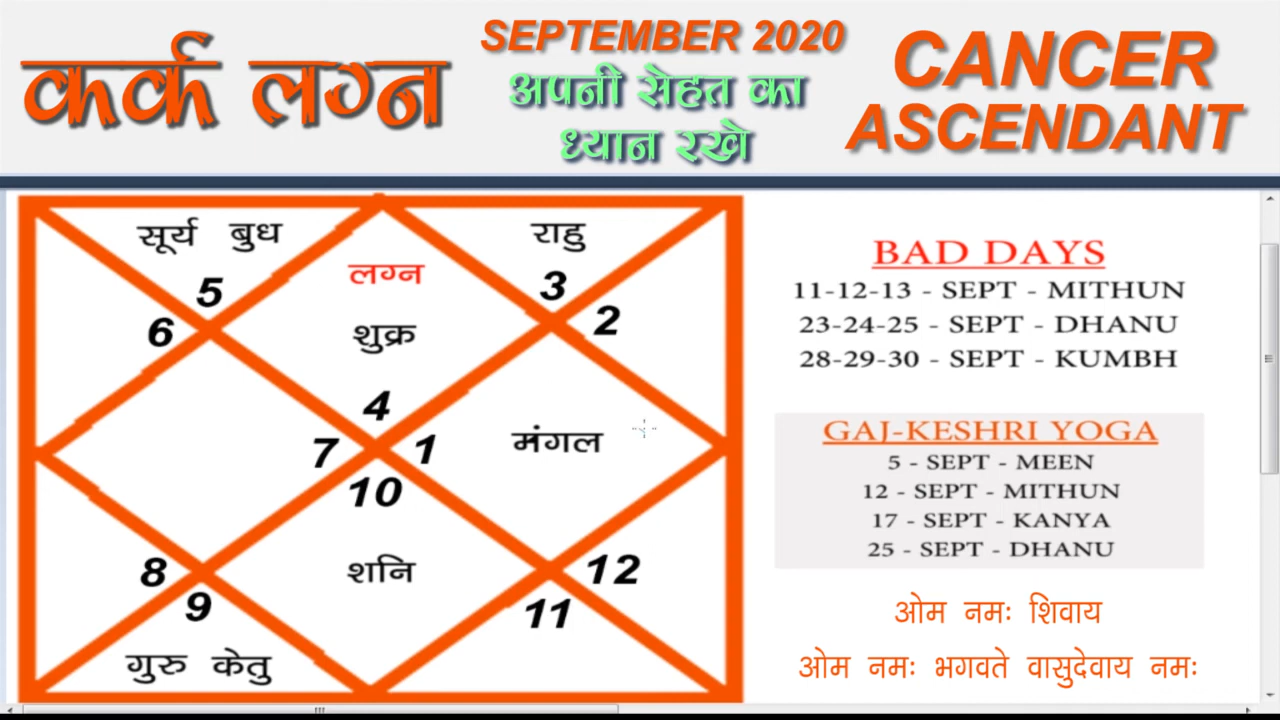 कर्क लग्न
SEPTEMBER 2020
अपनी सेहत का
ध्यान रखे
CANCER
ASCENDANT
सूर्य बुध
राहु
लग्न
5
3
6
2
शुक्र
4
7
1
मंगल
10
शनि
8
12
9
11
गुरु केतु
BAD DAYS
11-12-13 - SEPT - MITHUN
23-24-25 - SEPT - DHANU
28-29-30 - SEPT - KUMBH
GAJ-KESHRI YOGA
5 - SEPT - MEEN
12 - SEPT - MITHUN
17 - SEPT - KANYA
25 - SEPT - DHANU
ओम नमः शिवाय
ओम नमः भगवते वासुदेवाय नमः